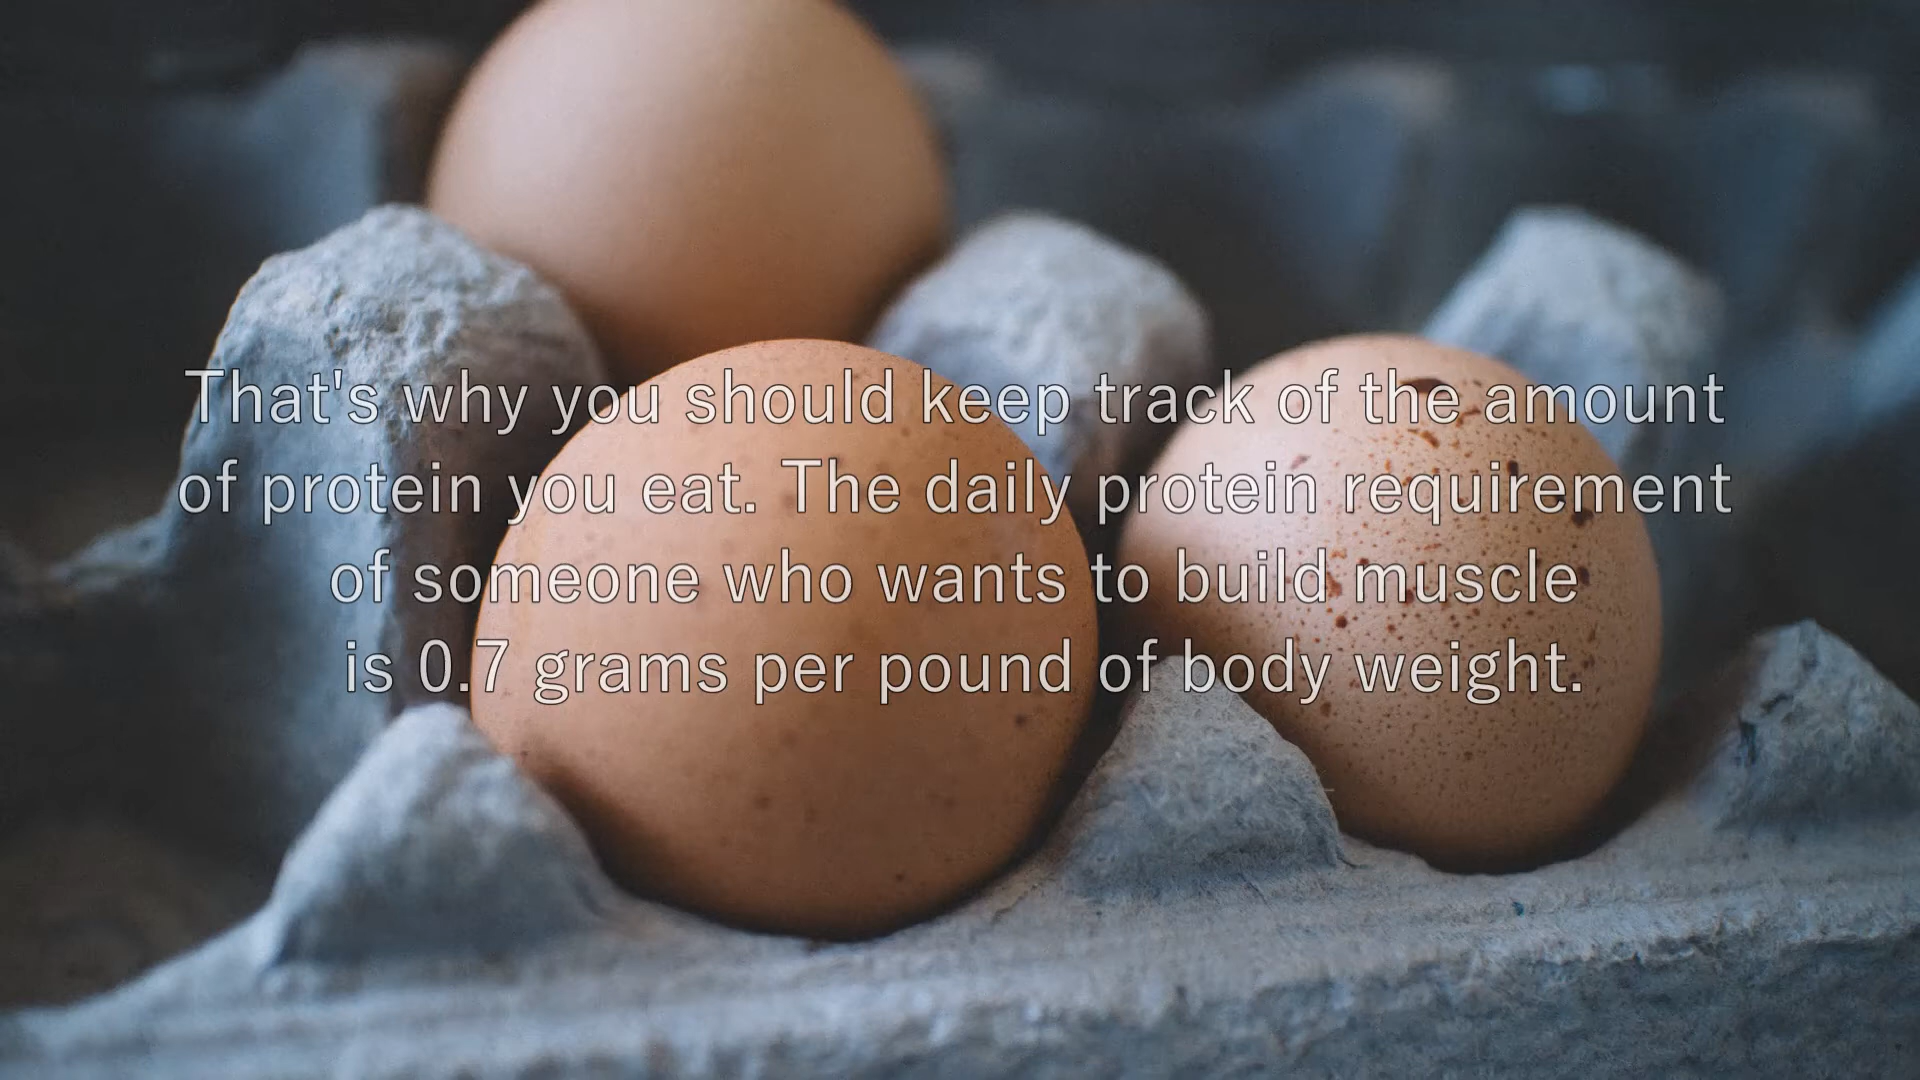 That's why you should keep track of the amount
of protein you eat. The daily protein requirement
of someone who wants to build muscle
is 0.7 grams per pound of body weight.